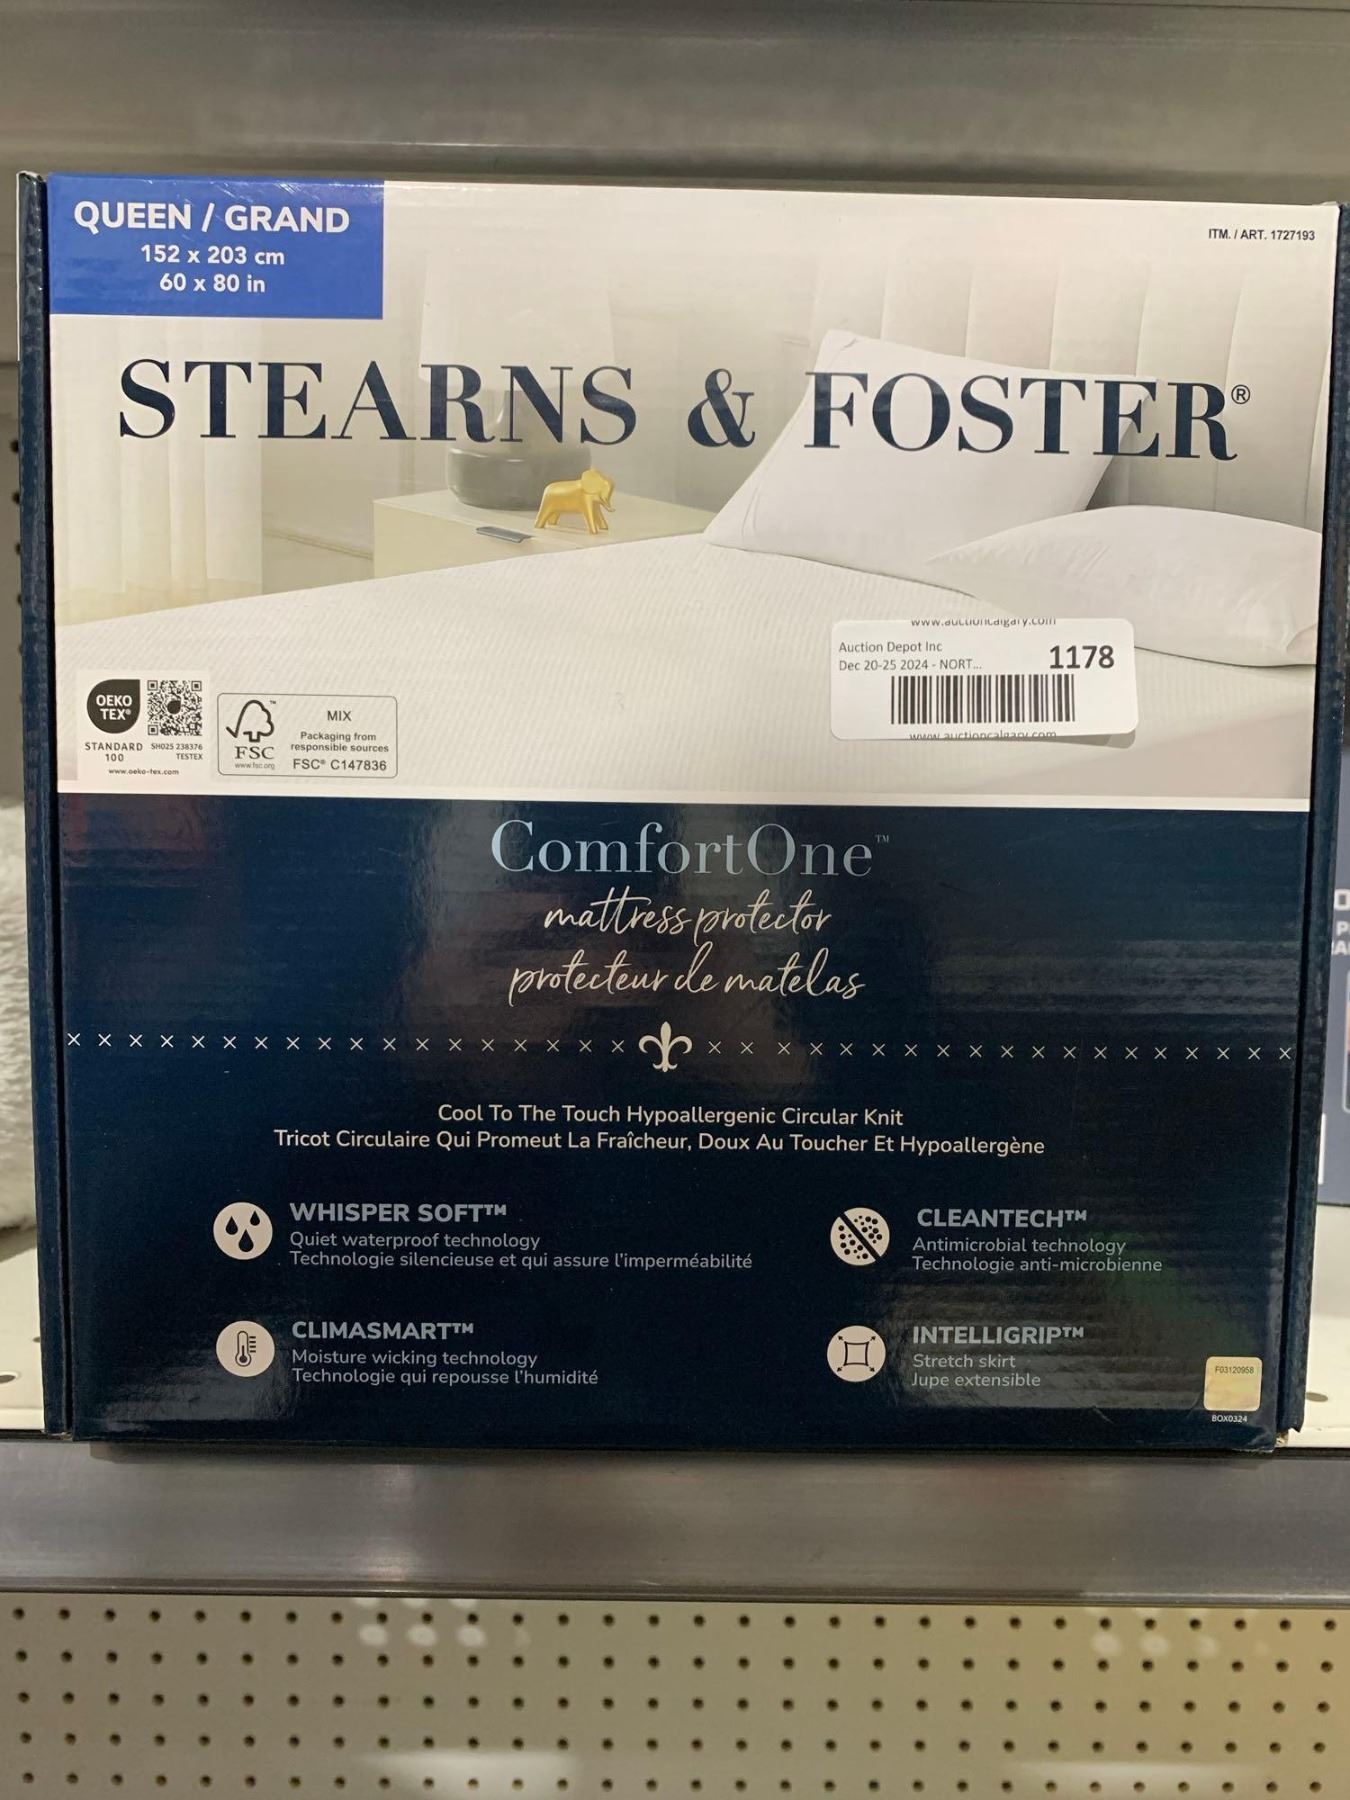 QUEEN / GRAND
152 x 203 cm
60 x 80 in
ITM. / ART. 1727193
STEARNS & FOSTER®
www.auctioncalgary.com
Auction Depot Inc
Dec 20-25 2024 - NORT...
1178
www.auctioncalgary.com
OEKO
TEX®
STANDARD
100
SH025 238376
TESTEX
www.oeko-tex.com
FSC
www.fsc.org
MIX
Packaging from
responsible sources
FSC® C147836
ComfortOne™
mattress protector
protecteur de matelas
Cool To The Touch Hypoallergenic Circular Knit
Tricot Circulaire Qui Promeut La Fraîcheur, Doux Au Toucher Et Hypoallergène
WHISPER SOFT™
Quiet waterproof technology
Technologie silencieuse et qui assure l'imperméabilité
CLEANTECH™
Antimicrobial technology
Technologie anti-microbienne
CLIMASMART™
Moisture wicking technology
Technologie qui repousse l'humidité
INTELLIGRIP™
Stretch skirt
Jupe extensible
F03120958
BOX0324